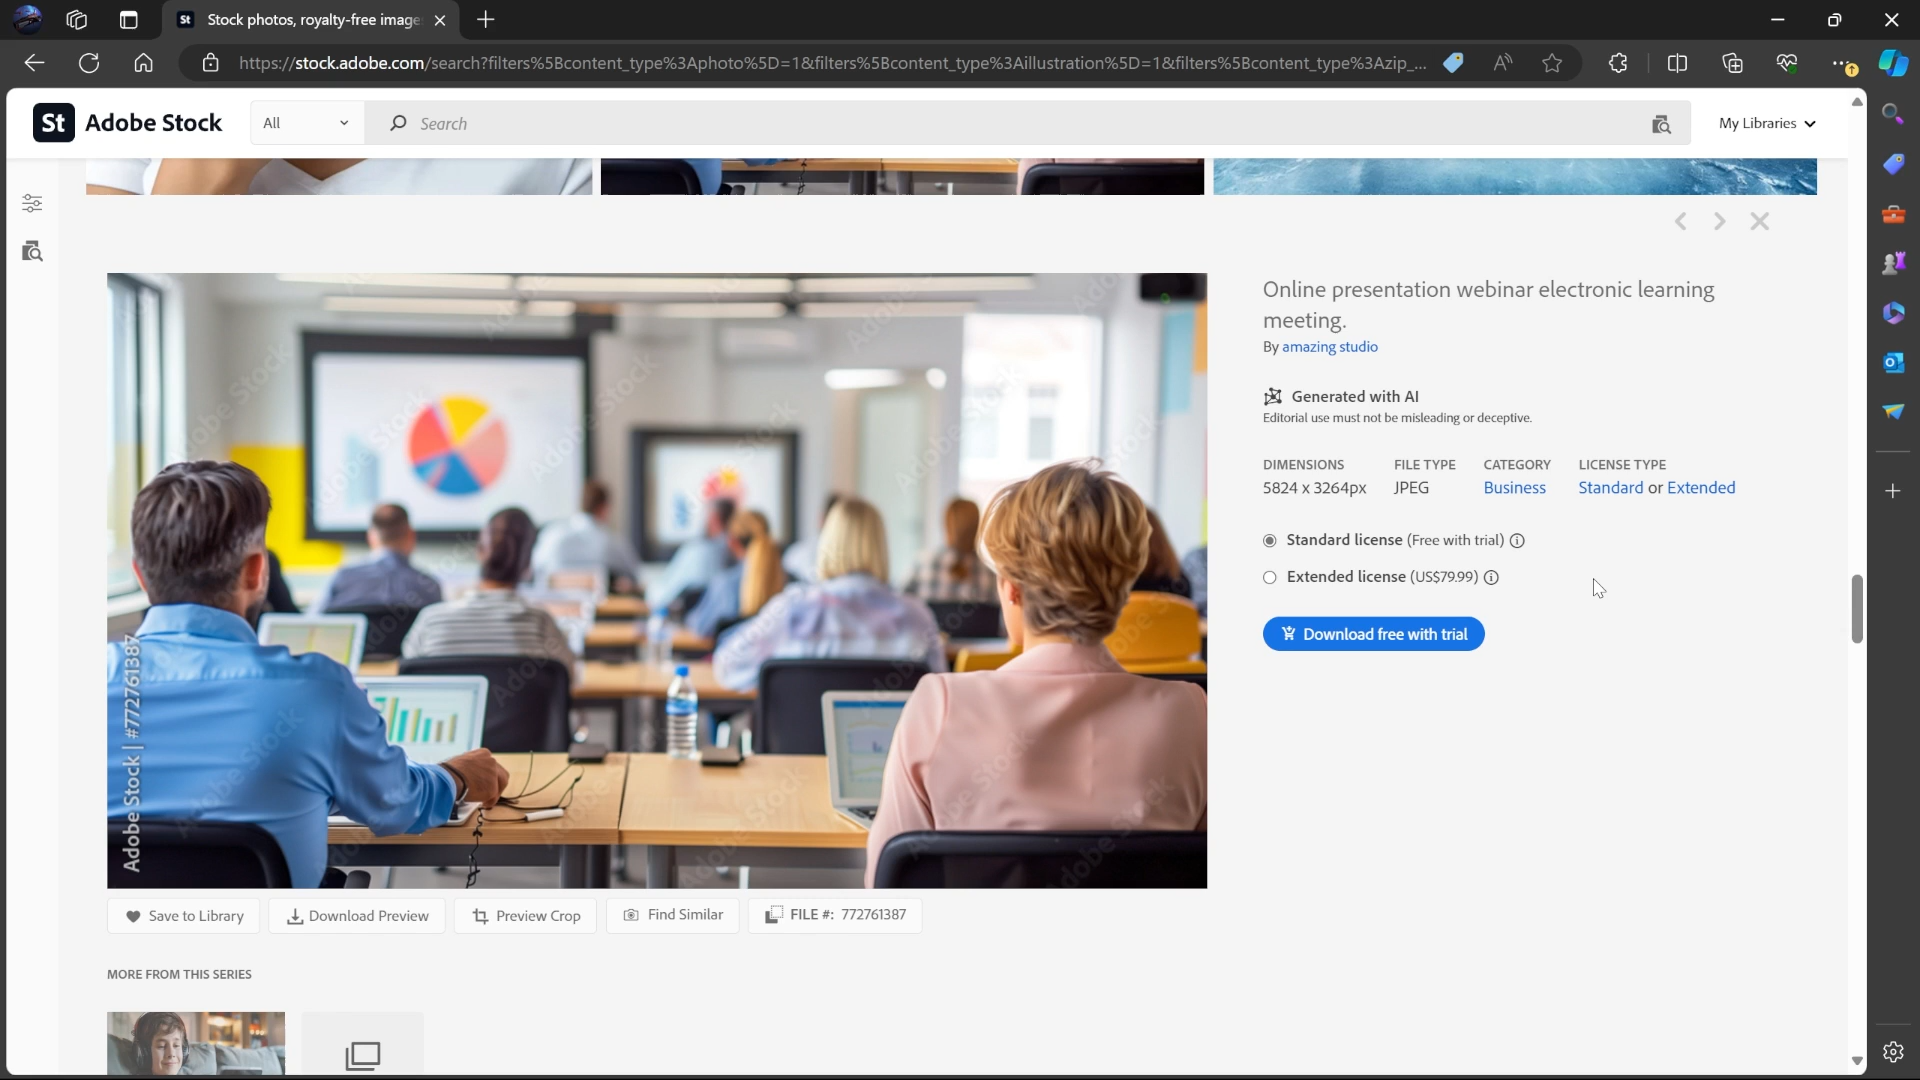 Stock photos, royalty-free image
https://stock.adobe.com/search?filters%5Bcontent_type%3Aphoto%5D=1&filters%5Bcontent_type%3Aillustration%5D=1&filters%5Bcontent_type%3Azip_...
St Adobe Stock
All
Search
My Libraries
Online presentation webinar electronic learning
meeting.
By amazing studio
Generated with AI
Editorial use must not be misleading or deceptive.
DIMENSIONS FILE TYPE CATEGORY LICENSE TYPE
5824 x 3264px JPEG Business Standard or Extended
Standard license (Free with trial)
Extended license (US$79.99)
Download free with trial
Adobe Stock | #772761387
Save to Library Download Preview Preview Crop Find Similar FILE #: 772761387
MORE FROM THIS SERIES